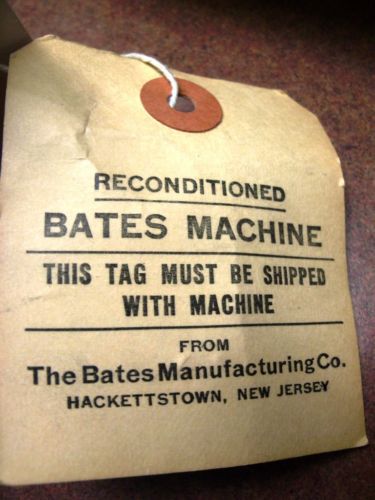 RECONDITIONED
BATES MACHINE
THIS TAG MUST BE SHIPPED
WITH MACHINE
FROM
The Bates Manufacturing Co.
HACKETTSTOWN, NEW JERSEY